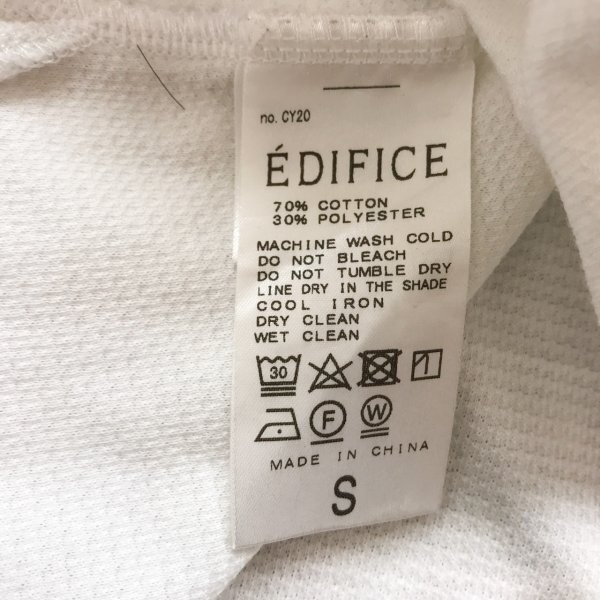 no. CY20
ÉDIFICE
70% COTTON
30% POLYESTER
MACHINE WASH COLD
DO NOT BLEACH
DO NOT TUMBLE DRY
LINE DRY IN THE SHADE
COOL IRON
DRY CLEAN
WET CLEAN
30
F W
MADE IN CHINA
S